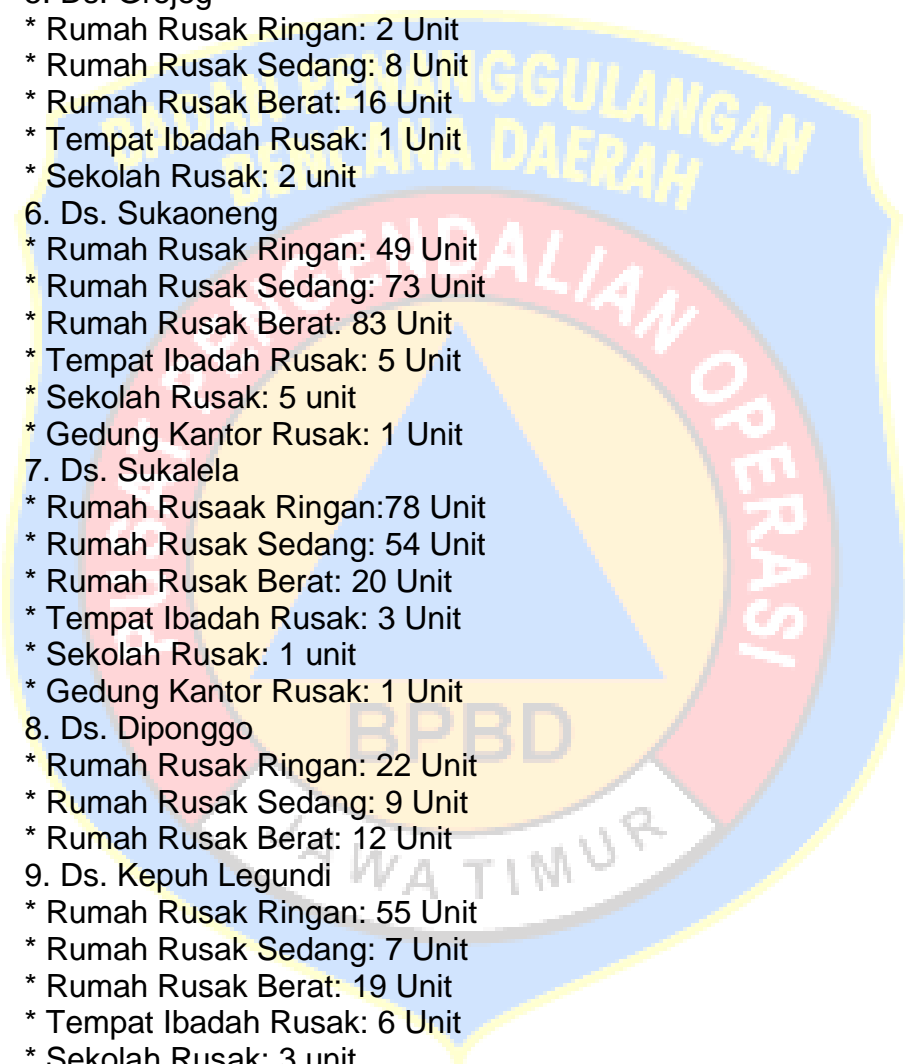 5. Ds. Grejeg
* Rumah Rusak Ringan: 2 Unit
* Rumah Rusak Sedang: 8 Unit
* Rumah Rusak Berat: 16 Unit
* Tempat Ibadah Rusak: 1 Unit
* Sekolah Rusak: 2 unit
6. Ds. Sukaoneng
* Rumah Rusak Ringan: 49 Unit
* Rumah Rusak Sedang: 73 Unit
* Rumah Rusak Berat: 83 Unit
* Tempat Ibadah Rusak: 5 Unit
* Sekolah Rusak: 5 unit
* Gedung Kantor Rusak: 1 Unit
7. Ds. Sukalela
* Rumah Rusaak Ringan:78 Unit
* Rumah Rusak Sedang: 54 Unit
* Rumah Rusak Berat: 20 Unit
* Tempat Ibadah Rusak: 3 Unit
* Sekolah Rusak: 1 unit
* Gedung Kantor Rusak: 1 Unit
8. Ds. Diponggo
* Rumah Rusak Ringan: 22 Unit
* Rumah Rusak Sedang: 9 Unit
* Rumah Rusak Berat: 12 Unit
9. Ds. Kepuh Legundi
* Rumah Rusak Ringan: 55 Unit
* Rumah Rusak Sedang: 7 Unit
* Rumah Rusak Berat: 19 Unit
* Tempat Ibadah Rusak: 6 Unit
* Sekolah Rusak: 3 unit
BADAN PENANGGULANGAN
BENCANA DAERAH
PUSAT PENGENDALIAN OPERASI
BPBD
JAWA TIMUR